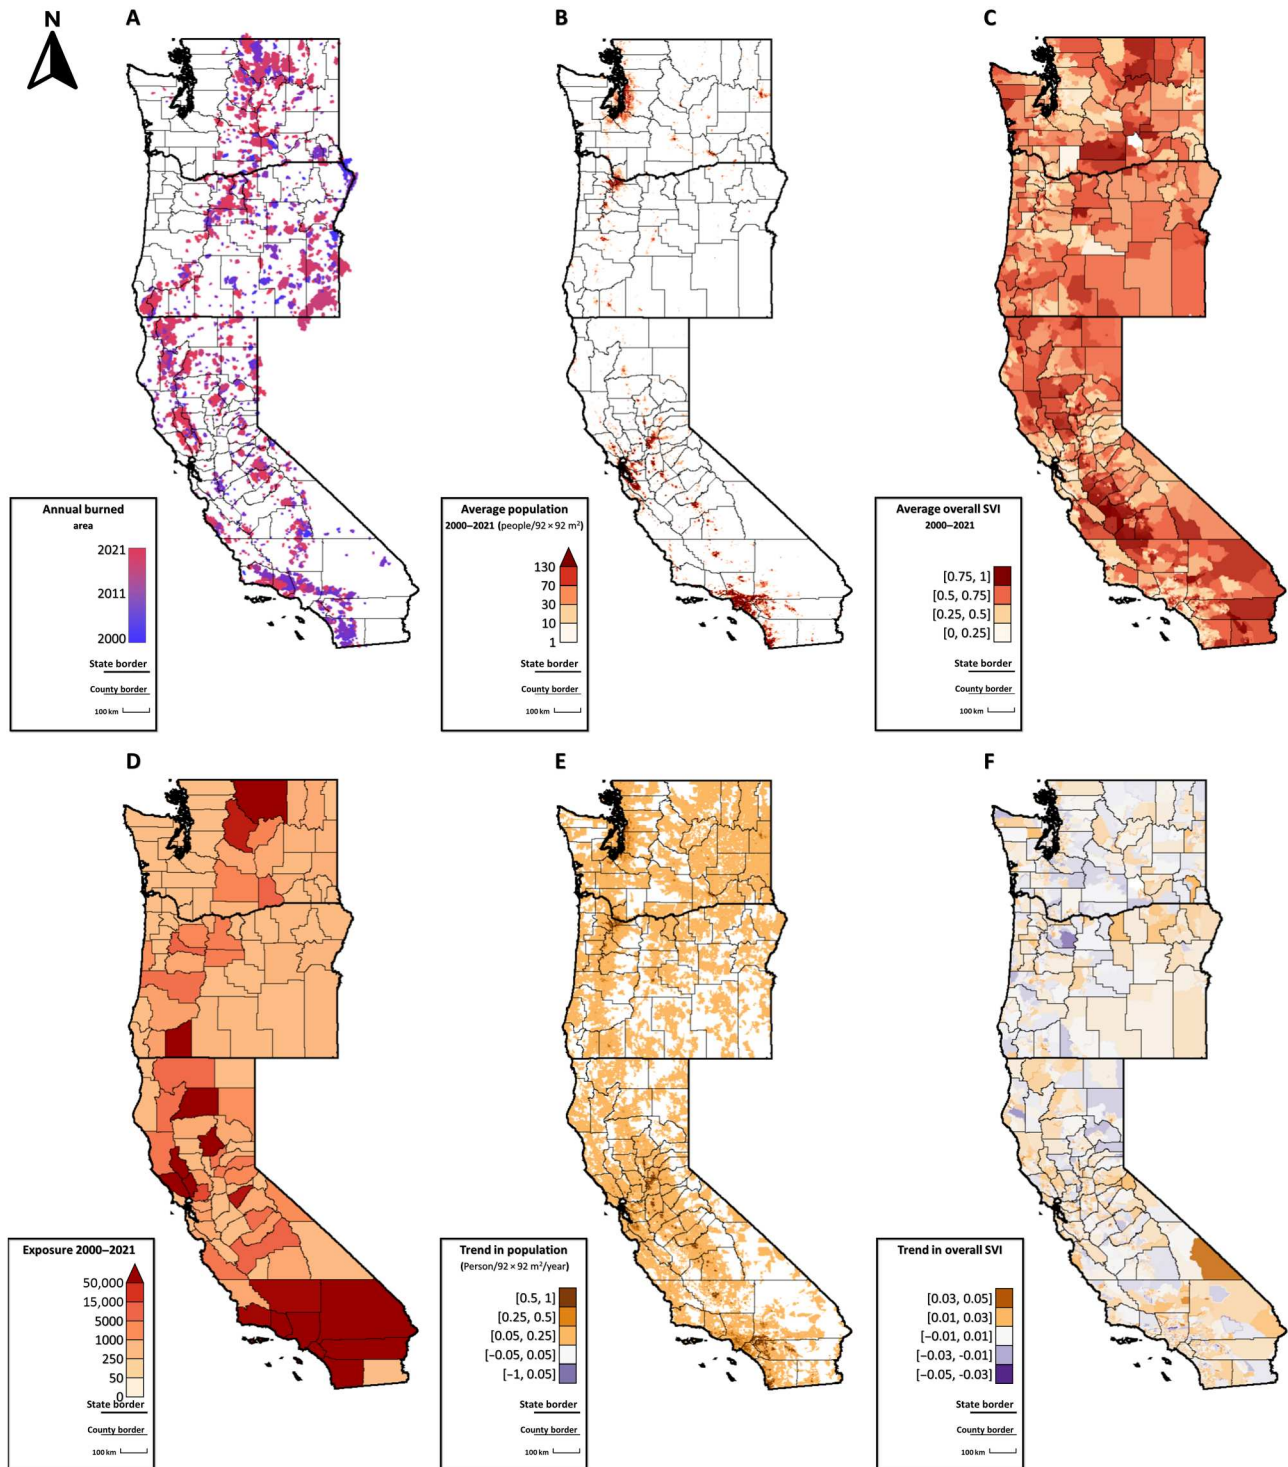 N
A
B
C
Annual burned
area
2021
2011
2000
State border
County border
100 km
Average population
2000–2021 (people/92 × 92 m²)
130
70
30
10
1
State border
County border
100 km
Average overall SVI
2000–2021
[0.75, 1]
[0.5, 0.75]
[0.25, 0.5]
[0, 0.25]
State border
County border
100 km
D
E
F
Exposure 2000–2021
50,000
15,000
5000
1000
250
50
0
State border
County border
100 km
Trend in population
(Person/92 × 92 m²/year)
[0.5, 1]
[0.25, 0.5]
[0.05, 0.25]
[−0.05, 0.05]
[−1, 0.05]
State border
County border
100 km
Trend in overall SVI
[0.03, 0.05]
[0.01, 0.03]
[−0.01, 0.01]
[−0.03, -0.01]
[−0.05, -0.03]
State border
County border
100 km